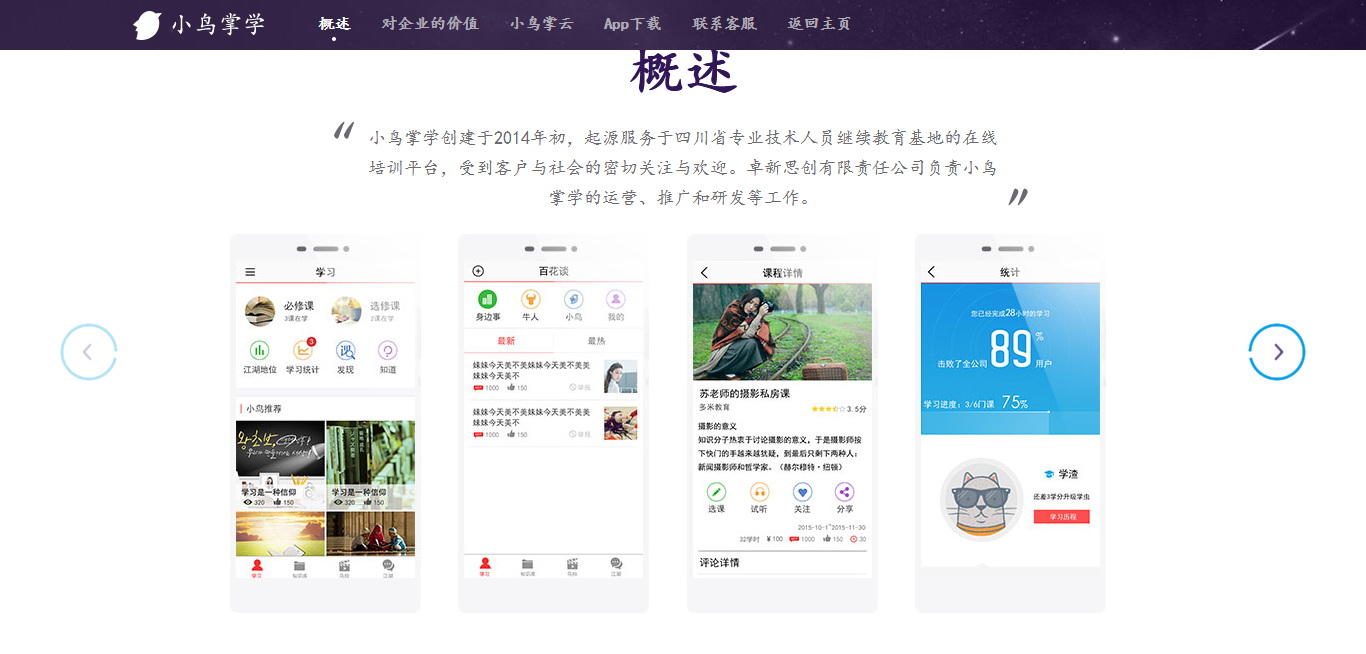 小鸟掌学
概述 对企业的价值 小鸟掌云 App下载 联系客服 返回主页
概述
“ 小鸟掌学创建于2014年初，起源服务于四川省专业技术人员继续教育基地的在线
培训平台，受到客户与社会的密切关注与欢迎。卓新思创有限责任公司负责小鸟
掌学的运营、推广和研发等工作。 ”
学习
必修课
3课在学
选修课
2课在学
3
江湖地位 学习统计 发现 知道
小鸟推荐
学习是一种信仰
320 150
学习是一种信仰
320 150
学习 知识库 鸟粉 江湖
百花谈
身边事 牛人 小鸟 我的
最新 最热
妹妹今天美不美妹妹今天美不美美
妹妹今天美不美
1000 150 举报
妹妹今天美不美妹妹今天美不美美
妹妹今天美不
1000 150 举报
学习 知识库 鸟粉 江湖
课程详情
苏老师的摄影私房课
多米教育 3.5分
摄影的意义
知识分子热衷于讨论摄影的意义，于是摄影师按
下快门的手越来越犹疑，到最后只剩下两种人：
新闻摄影师和哲学家。（赫尔穆特·纽顿）
选课 试听 关注 分享
2015-10-1~2015-11-30
32学时 ¥100 1000 150 30
评论详情
统计
您已经完成28小时的学习
击败了全公司 89% 用户
学习进度：3/6门课 75%
学渣
还差3学分升级学虫
学习历程